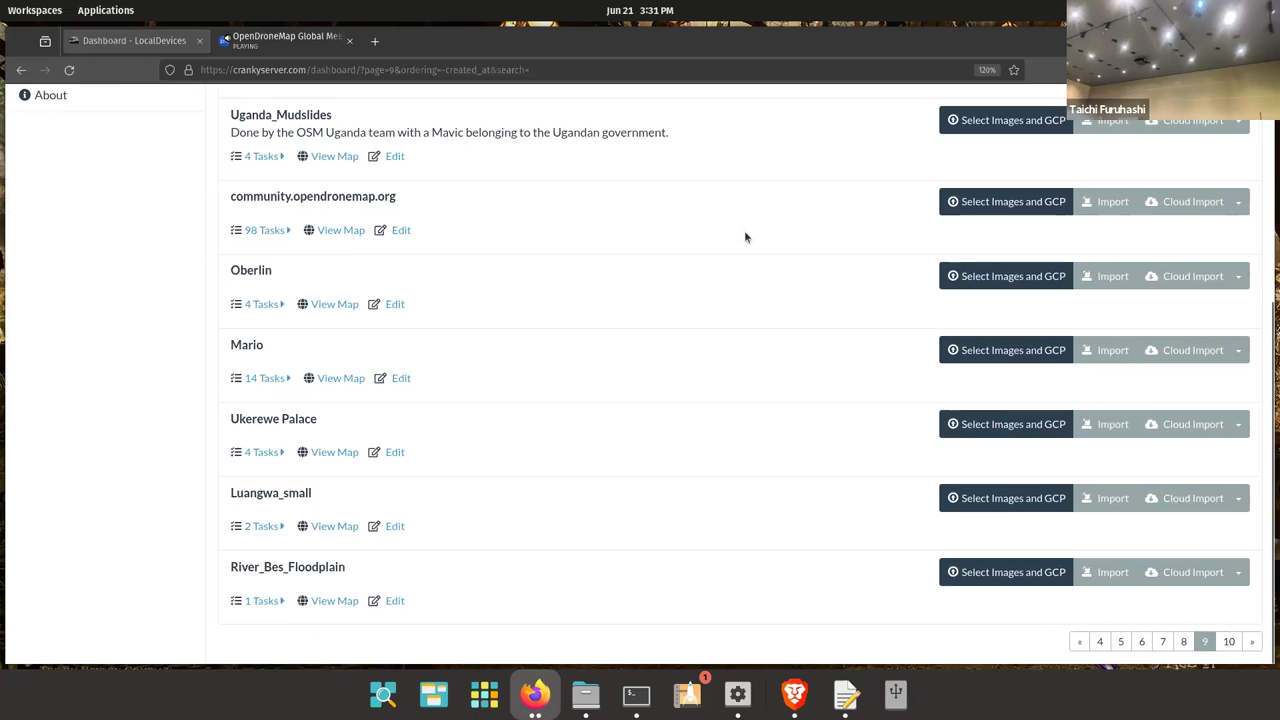 Workspaces Applications Jun 21 3:31 PM
Dashboard - LocalDevices OpenDroneMap Global Mee
PLAYING
https://crankyserver.com/dashboard/?page=9&ordering=-created_at&search= 120%
Taichi Furuhashi
About
Uganda_Mudslides Select Images and GCP Import Cloud Import
Done by the OSM Uganda team with a Mavic belonging to the Ugandan government.
4 Tasks View Map Edit
community.opendronemap.org Select Images and GCP Import Cloud Import
98 Tasks View Map Edit
Oberlin Select Images and GCP Import Cloud Import
4 Tasks View Map Edit
Mario Select Images and GCP Import Cloud Import
14 Tasks View Map Edit
Ukerewe Palace Select Images and GCP Import Cloud Import
4 Tasks View Map Edit
Luangwa_small Select Images and GCP Import Cloud Import
2 Tasks View Map Edit
River_Bes_Floodplain Select Images and GCP Import Cloud Import
1 Tasks View Map Edit
« 4 5 6 7 8 9 10 »
1